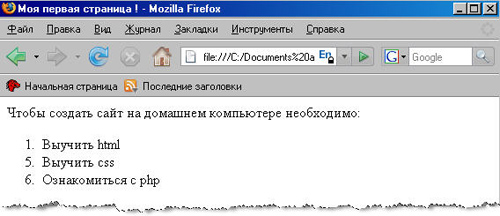 Моя первая страница ! - Mozilla Firefox
Файл Правка Вид Журнал Закладки Инструменты Справка
file:///C:/Documents%20a En G Google
Начальная страница Последние заголовки
Чтобы создать сайт на домашнем компьютере необходимо:
1. Выучить html
5. Выучить css
6. Ознакомиться с php